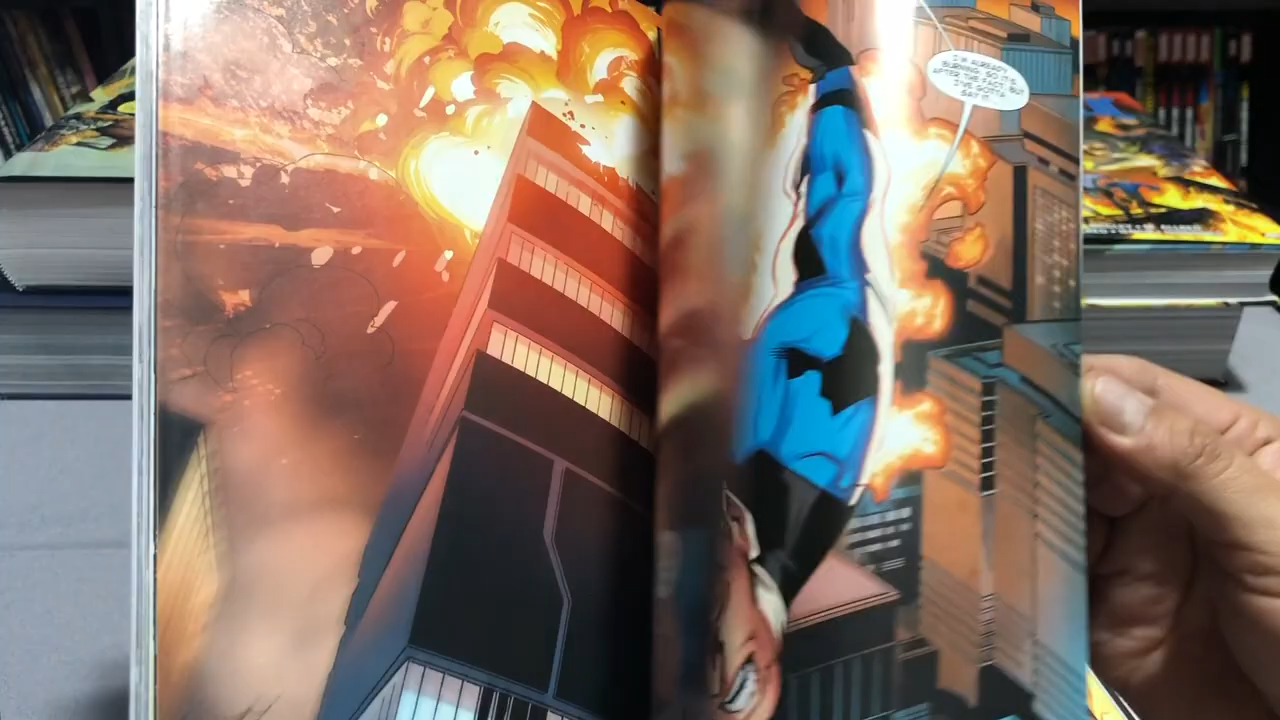 I'M ALREADY
BURNING, SO IT'S
AFTER THE FACT, BUT
I'VE GOTTA
SAY IT.